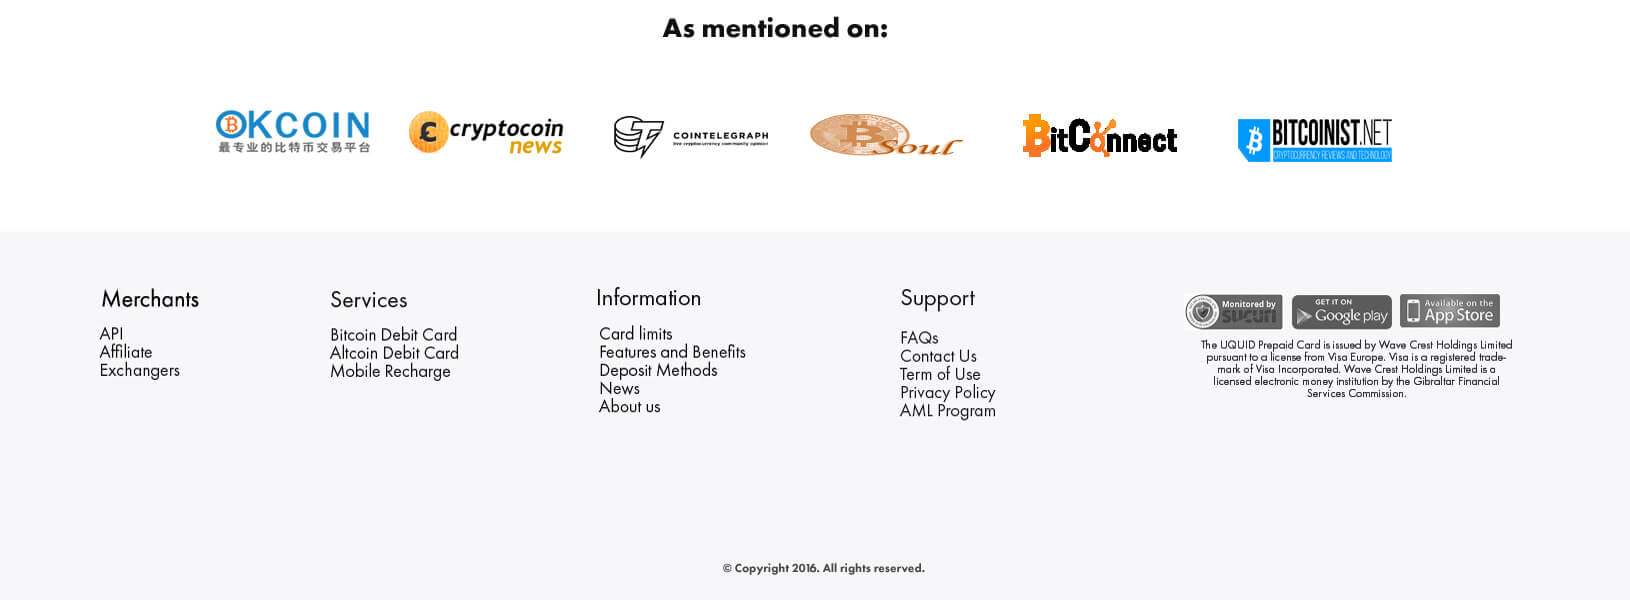 As mentioned on:
OKCOIN
最专业的比特币交易平台
cryptocoin
news
COINTELEGRAPH
live cryptocurrency community opinion
Soul
BitConnect
BITCOINIST.NET
CRYPTOCURRENCY REVIEWS AND TECHNOLOGY
Merchants
API
Affiliate
Exchangers
Services
Bitcoin Debit Card
Altcoin Debit Card
Mobile Recharge
Information
Card limits
Features and Benefits
Deposit Methods
News
About us
Support
FAQs
Contact Us
Term of Use
Privacy Policy
AML Program
Monitored by
sucuri
GET IT ON
Google play
Available on the
App Store
The UQUID Prepaid Card is issued by Wave Crest Holdings Limited
pursuant to a license from Visa Europe. Visa is a registered trade-
mark of Visa Incorporated. Wave Crest Holdings Limited is a
licensed electronic money institution by the Gibraltar Financial
Services Commission.
© Copyright 2016. All rights reserved.